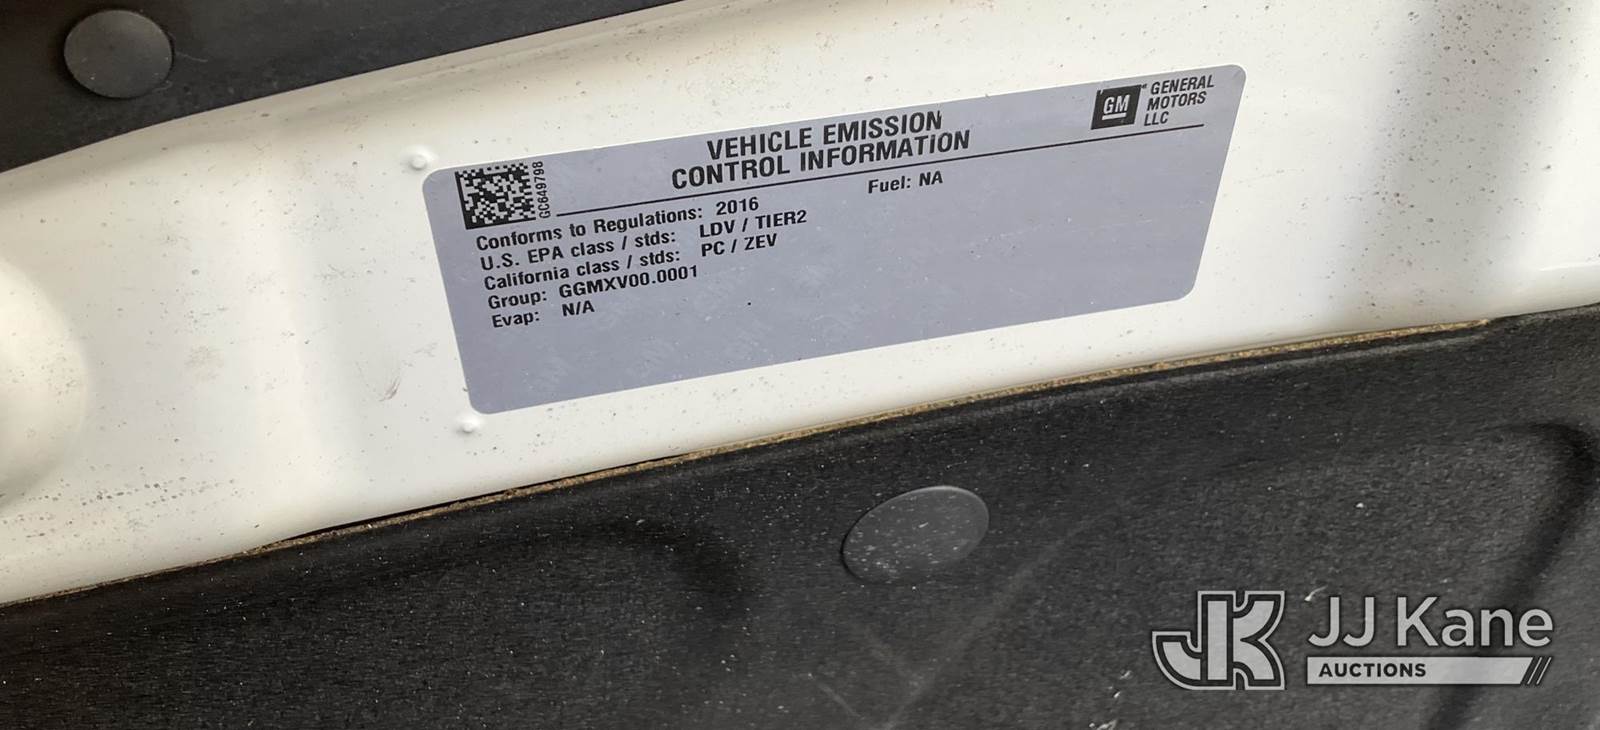 GM GENERAL
MOTORS
LLC
VEHICLE EMISSION
CONTROL INFORMATION
GC649798
Fuel: NA
Conforms to Regulations: 2016
U.S. EPA class / stds: LDV / TIER2
California class / stds: PC / ZEV
Group: GGMXV00.0001
Evap: N/A
JK JJ Kane
AUCTIONS